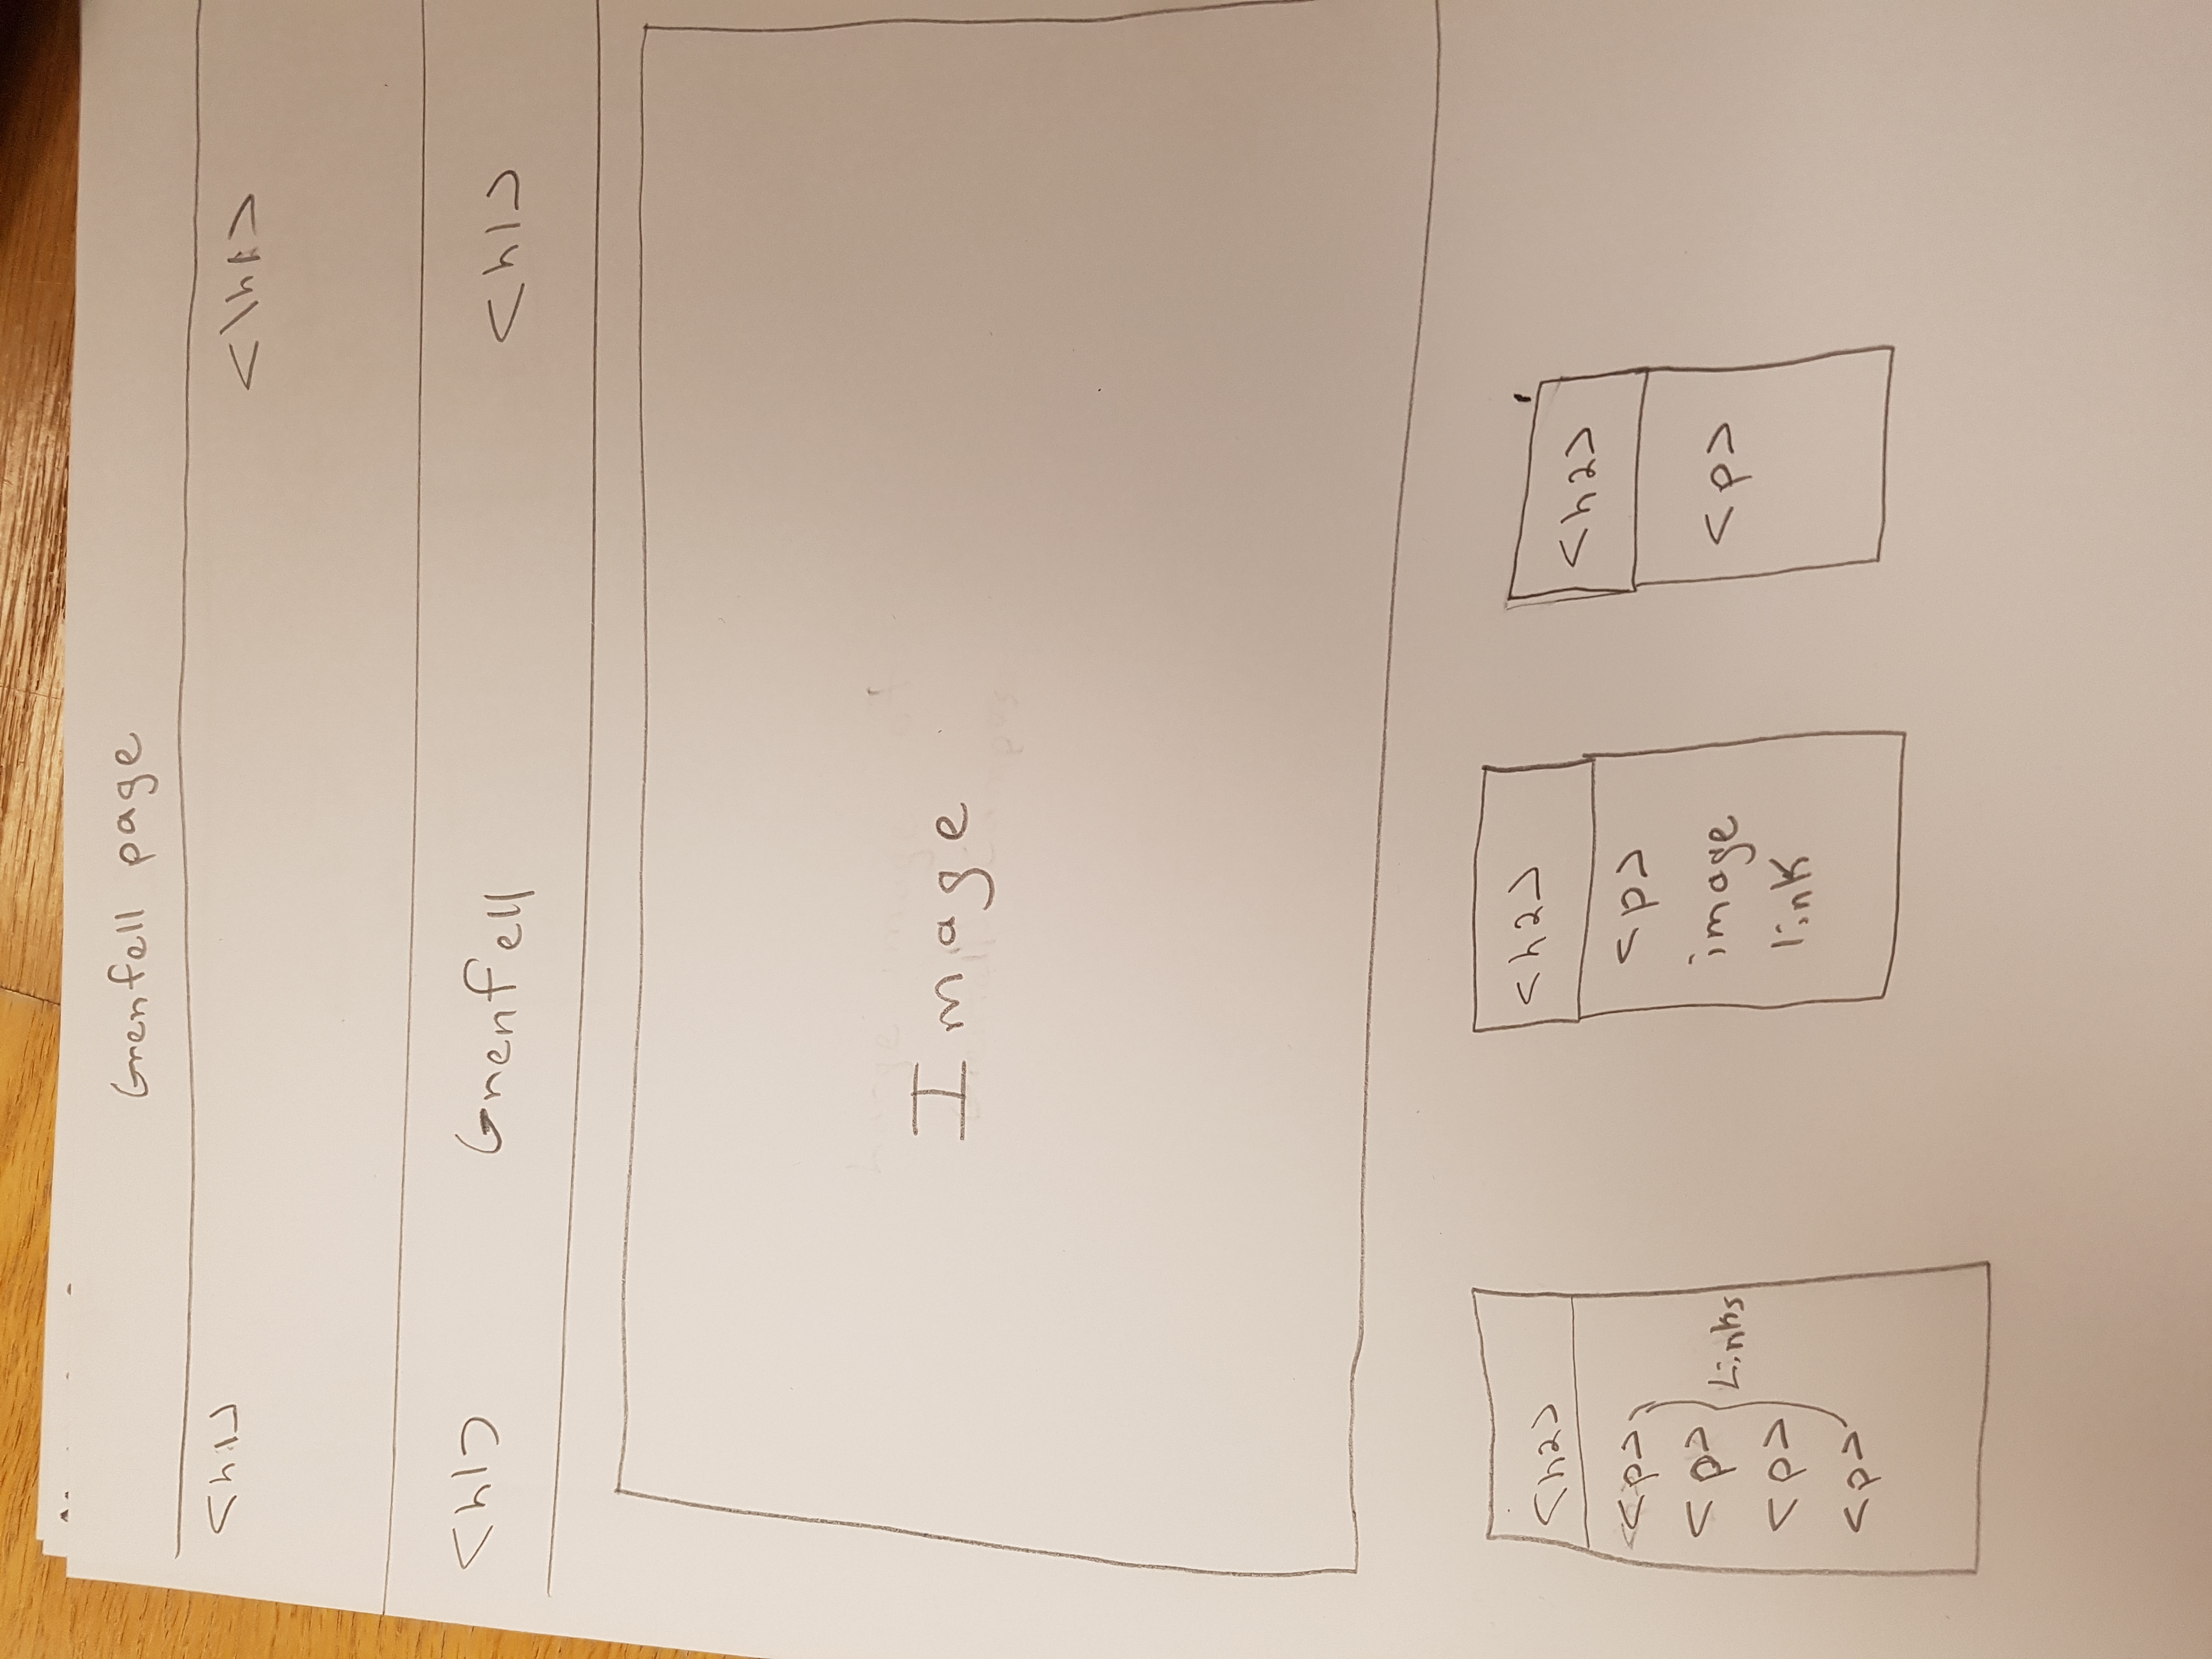 Grenfell page
<h1> <\h1>
<h1> Grenfell <h1>
Image
<h2>
<p>
<p>
<p>
<p>
Links
<h2>
<p>
image
link
<h2>
<p>